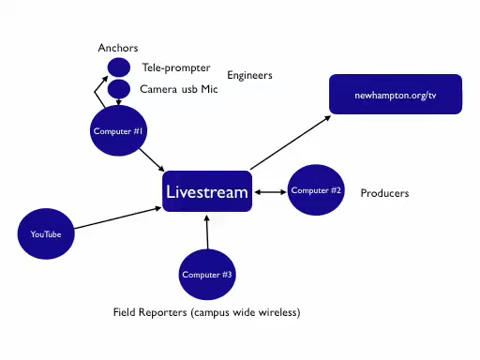 Anchors
Tele-prompter
Engineers
Camera usb Mic
newhampton.org/tv
Computer #1
Livestream
Computer #2
Producers
YouTube
Computer #3
Field Reporters (campus wide wireless)